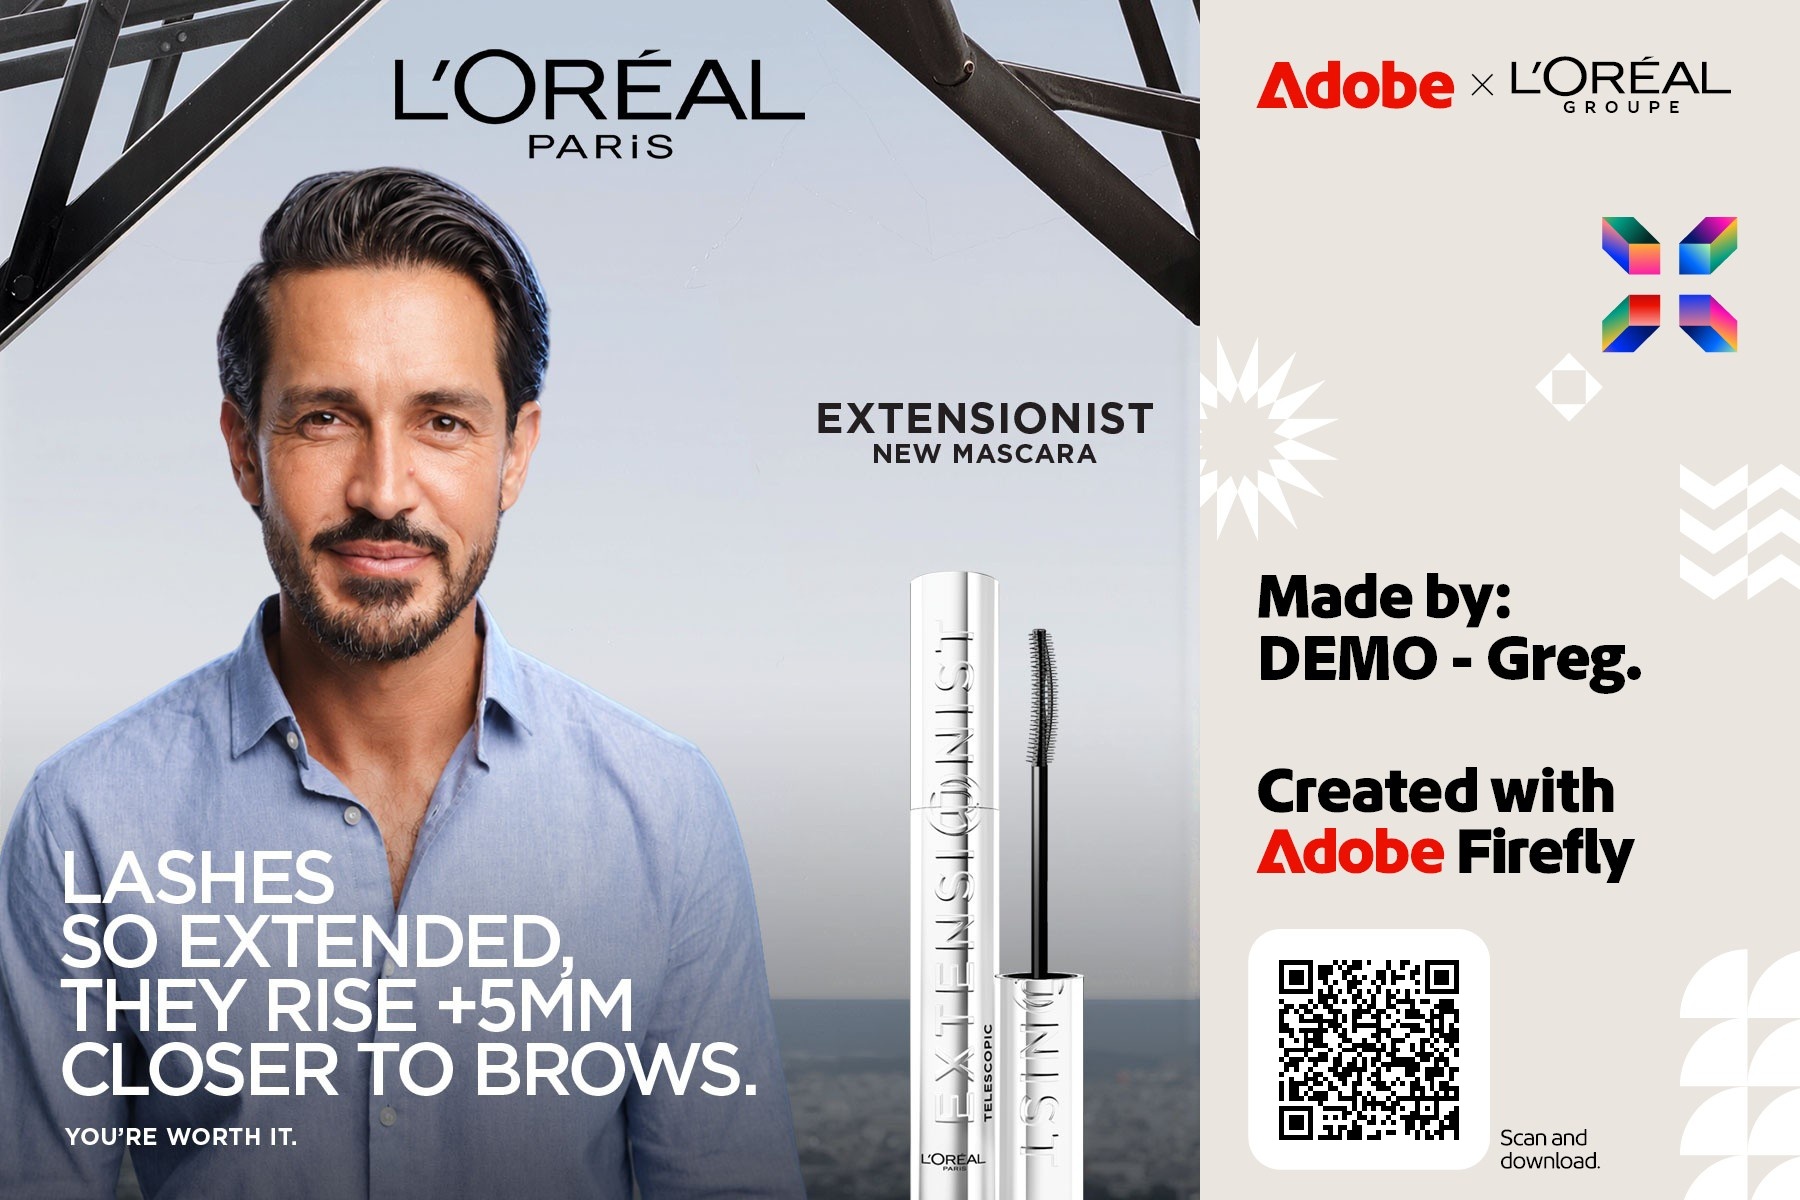 L'ORÉAL
PARiS
EXTENSIONIST
NEW MASCARA
LASHES
SO EXTENDED,
THEY RISE +5MM
CLOSER TO BROWS.
YOU'RE WORTH IT.
EXTENSIONIST
TELESCOPIC
L'ORÉAL
PARIS
NIST
Adobe × L'ORÉAL
GROUPE
Made by:
DEMO - Greg.
Created with
Adobe Firefly
Scan and
download.